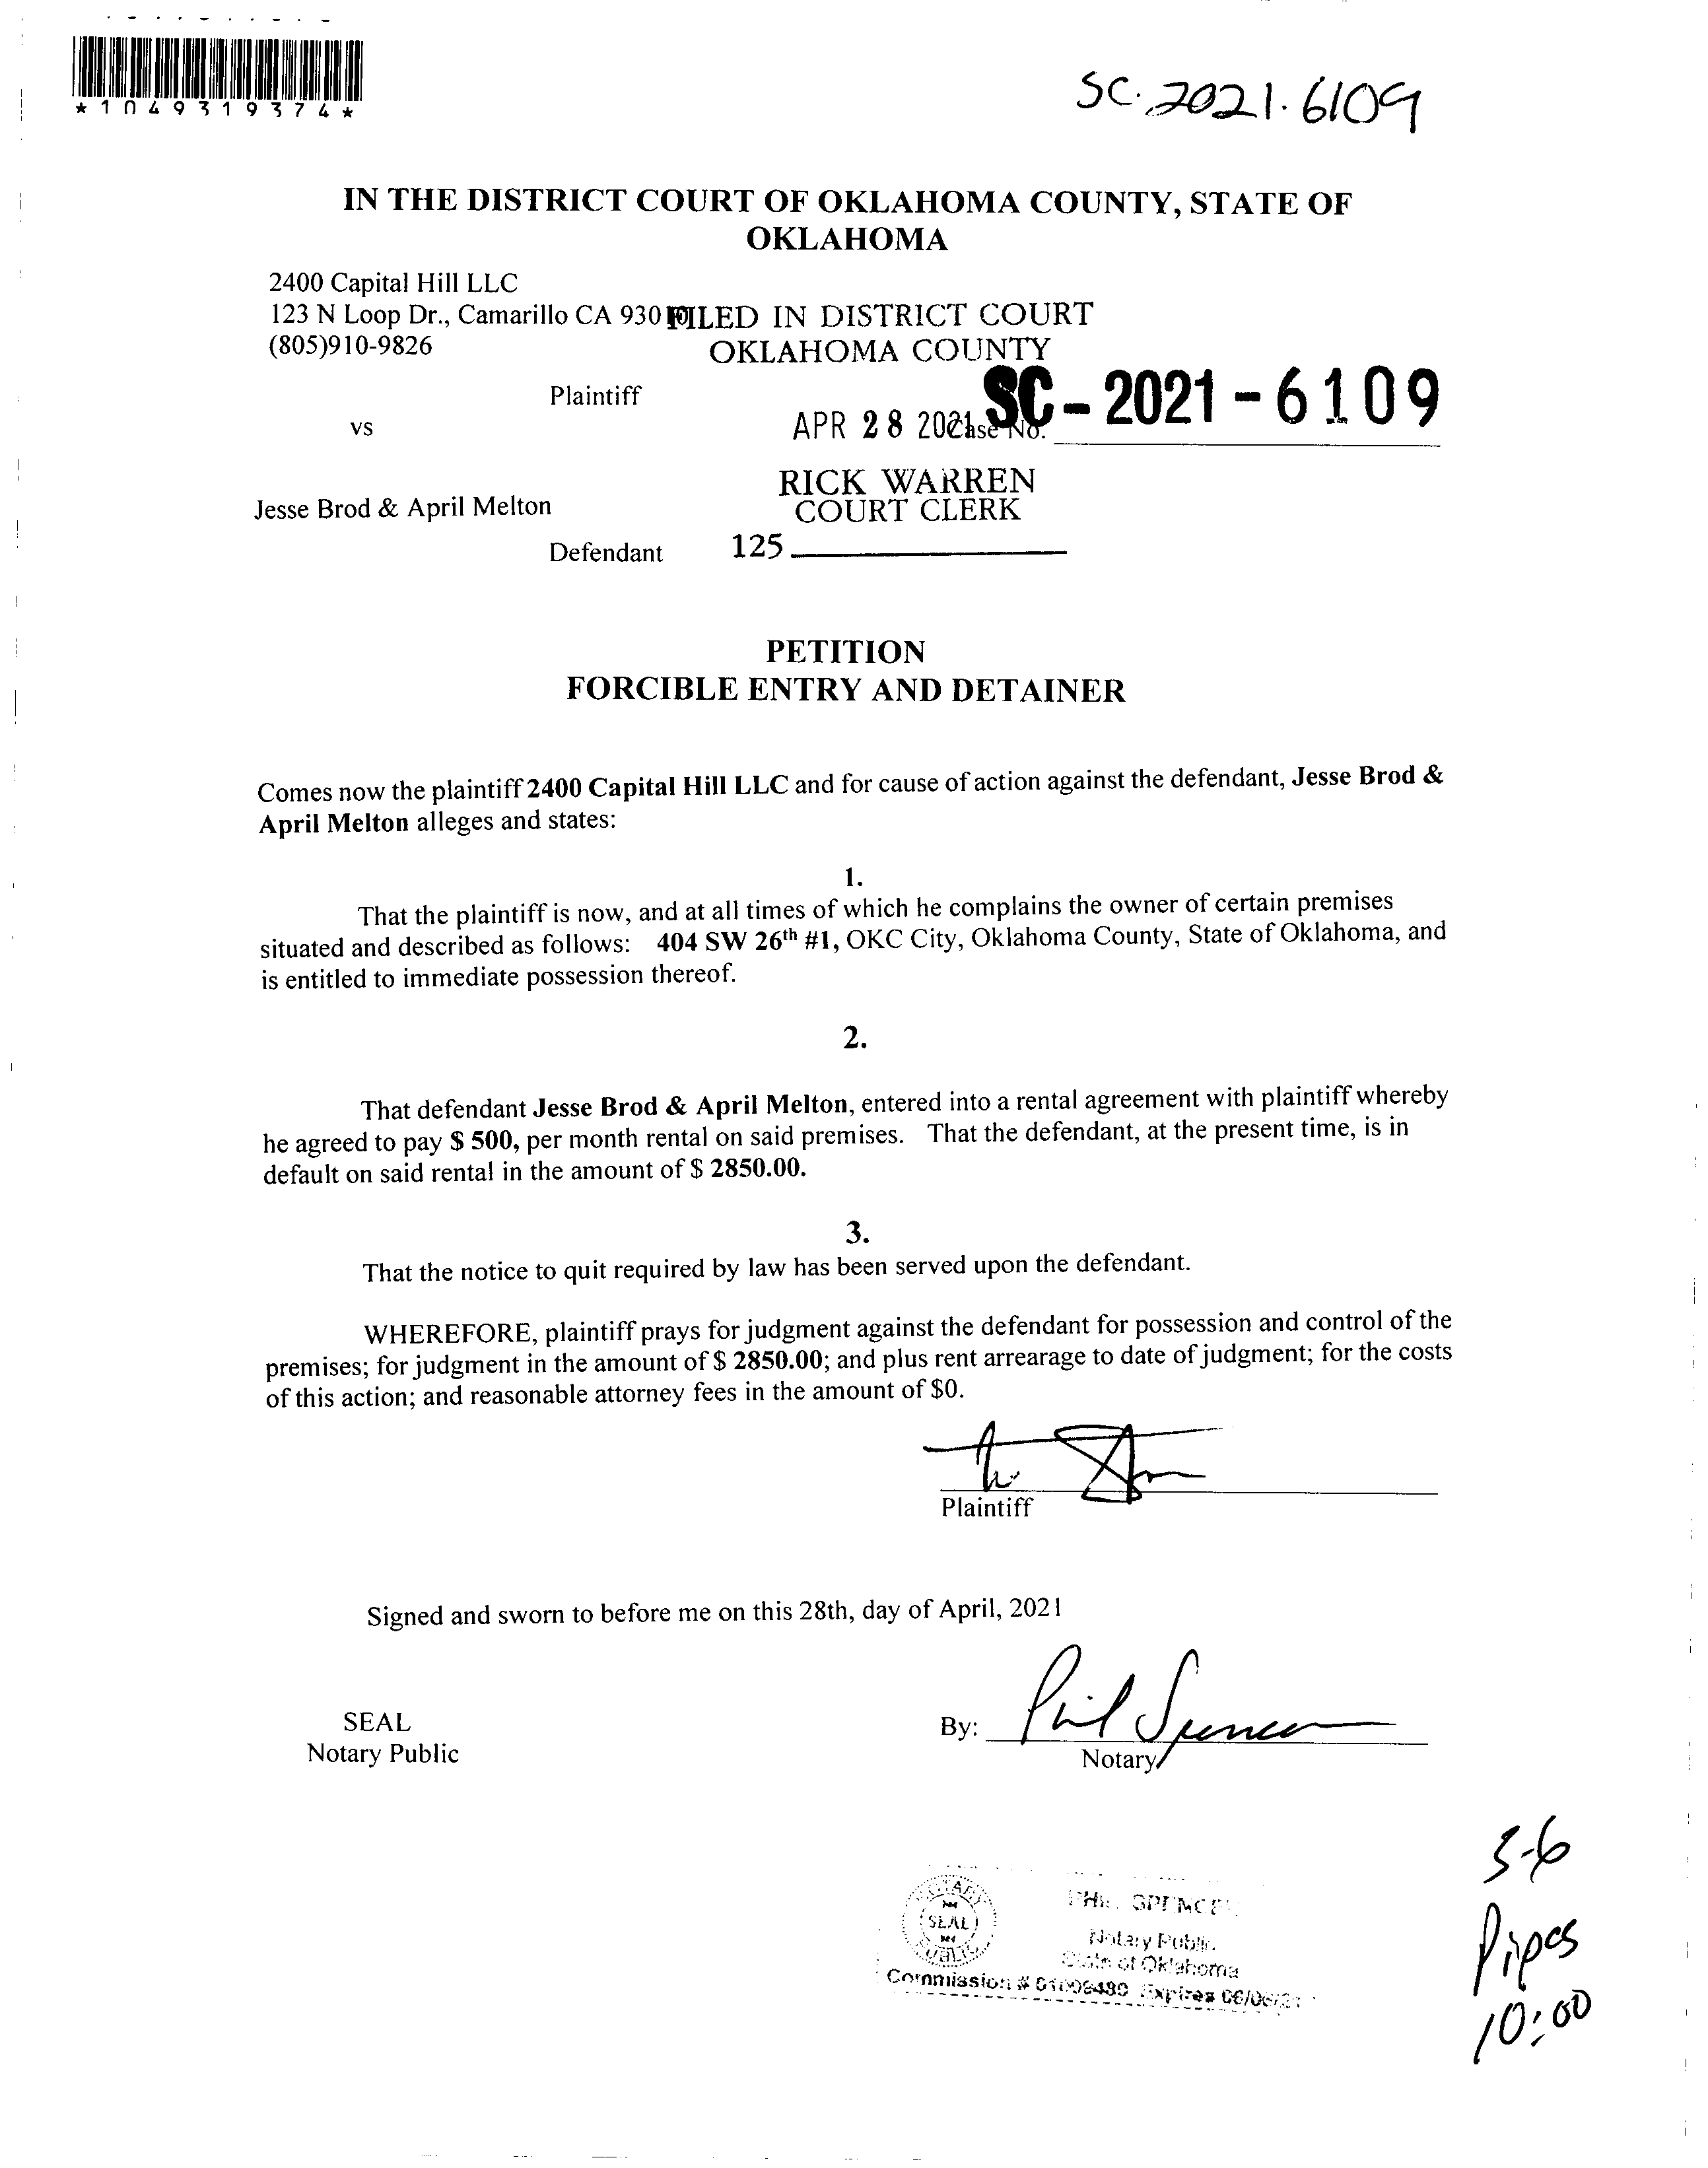 *1049319374*
SC-2021-6109
IN THE DISTRICT COURT OF OKLAHOMA COUNTY, STATE OF
OKLAHOMA
2400 Capital Hill LLC
123 N Loop Dr., Camarillo CA 93010
(805)910-9826
FILED IN DISTRICT COURT
OKLAHOMA COUNTY
Plaintiff
vs
APR 28 2021
Case No.
SC-2021-6109
RICK WARREN
COURT CLERK
Jesse Brod & April Melton
Defendant
125
PETITION
FORCIBLE ENTRY AND DETAINER
Comes now the plaintiff 2400 Capital Hill LLC and for cause of action against the defendant, Jesse Brod &
April Melton alleges and states:
1.
That the plaintiff is now, and at all times of which he complains the owner of certain premises
situated and described as follows: 404 SW 26th #1, OKC City, Oklahoma County, State of Oklahoma, and
is entitled to immediate possession thereof.
2.
That defendant Jesse Brod & April Melton, entered into a rental agreement with plaintiff whereby
he agreed to pay $ 500, per month rental on said premises. That the defendant, at the present time, is in
default on said rental in the amount of $ 2850.00.
3.
That the notice to quit required by law has been served upon the defendant.
WHEREFORE, plaintiff prays for judgment against the defendant for possession and control of the
premises; for judgment in the amount of $ 2850.00; and plus rent arrearage to date of judgment; for the costs
of this action; and reasonable attorney fees in the amount of $0.
Plaintiff
Signed and sworn to before me on this 28th, day of April, 2021
SEAL
Notary Public
By: Phil Spencer
Notary
NOTARY
SEAL
PUBLIC
PHIL SPENCER
Notary Public
State of Oklahoma
Commission # Expires
Pipes
10:00